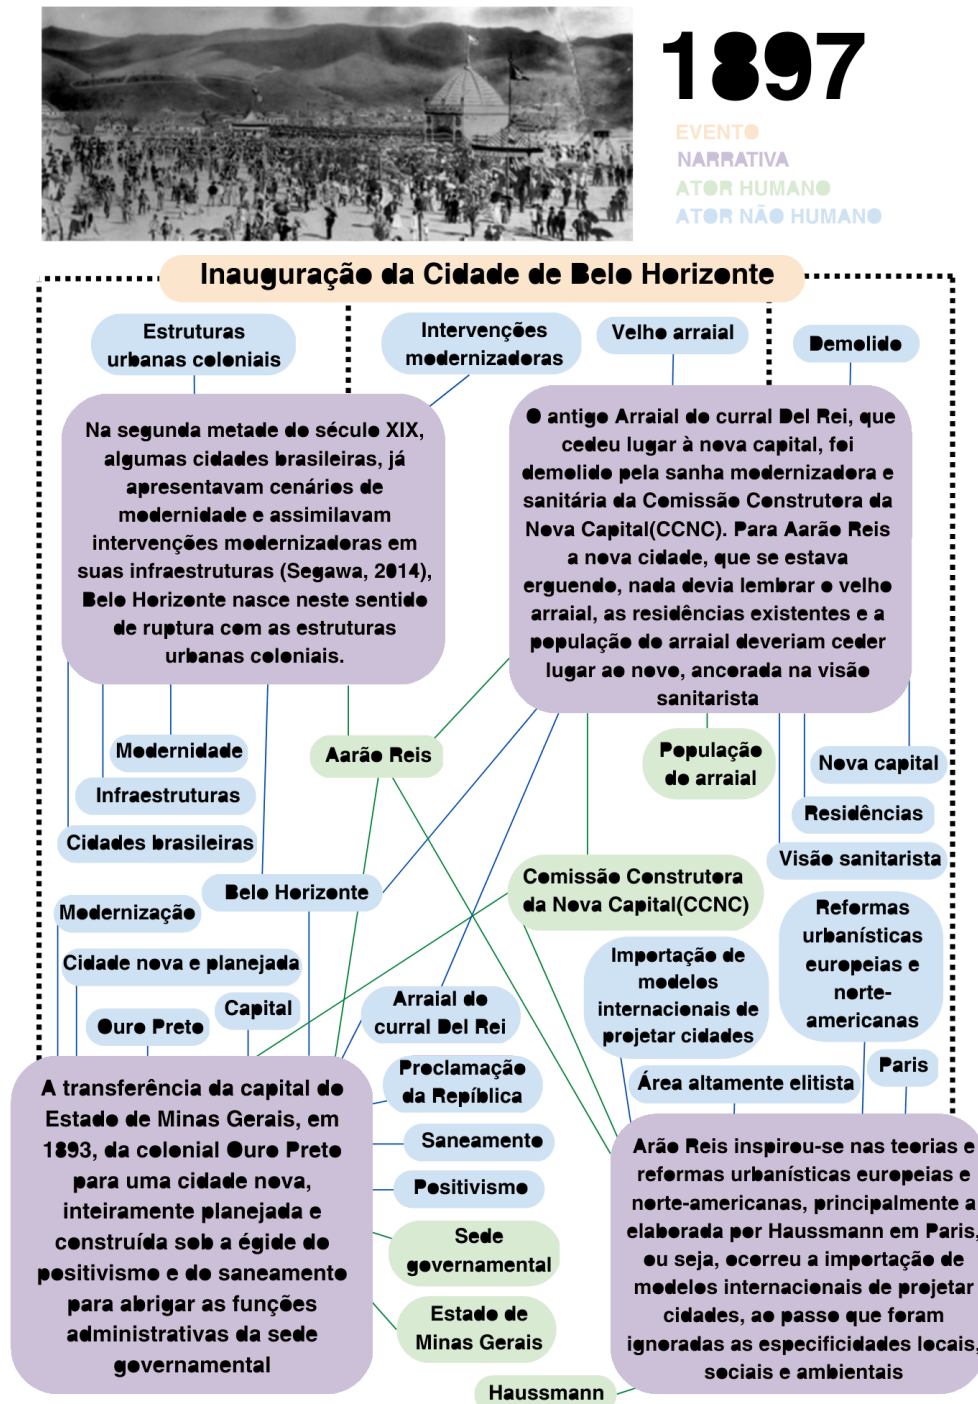 1897
EVENTO
NARRATIVA
ATOR HUMANO
ATOR NÃO HUMANO
Inauguração da Cidade de Belo Horizonte
Estruturas
urbanas coloniais
Intervenções
modernizadoras
Velho arraial
Demolido
Na segunda metade do século XIX,
algumas cidades brasileiras, já
apresentavam cenários de
modernidade e assimilavam
intervenções modernizadoras em
suas infraestruturas (Segawa, 2014),
Belo Horizonte nasce neste sentido
de ruptura com as estruturas
urbanas coloniais.
O antigo Arraial do curral Del Rei, que
cedeu lugar à nova capital, foi
demolido pela sanha modernizadora e
sanitária da Comissão Construtora da
Nova Capital(CCNC). Para Aarão Reis
a nova cidade, que se estava
erguendo, nada devia lembrar o velho
arraial, as residências existentes e a
população do arraial deveriam ceder
lugar ao novo, ancorada na visão
sanitarista
Modernidade
Infraestruturas
Cidades brasileiras
Aarão Reis
População
do arraial
Nova capital
Residências
Visão sanitarista
Belo Horizonte
Comissão Construtora
da Nova Capital(CCNC)
Modernização
Cidade nova e planejada
Ouro Preto
Capital
Arraial do
curral Del Rei
Importação de
modelos
internacionais de
projetar cidades
Reformas
urbanísticas
europeias e
norte-
americanas
Área altamente elitista
Paris
Proclamação
da Repíblica
Saneamento
Positivismo
Sede
governamental
Estado de
Minas Gerais
Haussmann
A transferência da capital do
Estado de Minas Gerais, em
1893, da colonial Ouro Preto
para uma cidade nova,
inteiramente planejada e
construída sob a égide do
positivismo e do saneamento
para abrigar as funções
administrativas da sede
governamental
Arão Reis inspirou-se nas teorias e
reformas urbanísticas europeias e
norte-americanas, principalmente a
elaborada por Haussmann em Paris,
ou seja, ocorreu a importação de
modelos internacionais de projetar
cidades, ao passo que foram
ignoradas as especificidades locais,
sociais e ambientais